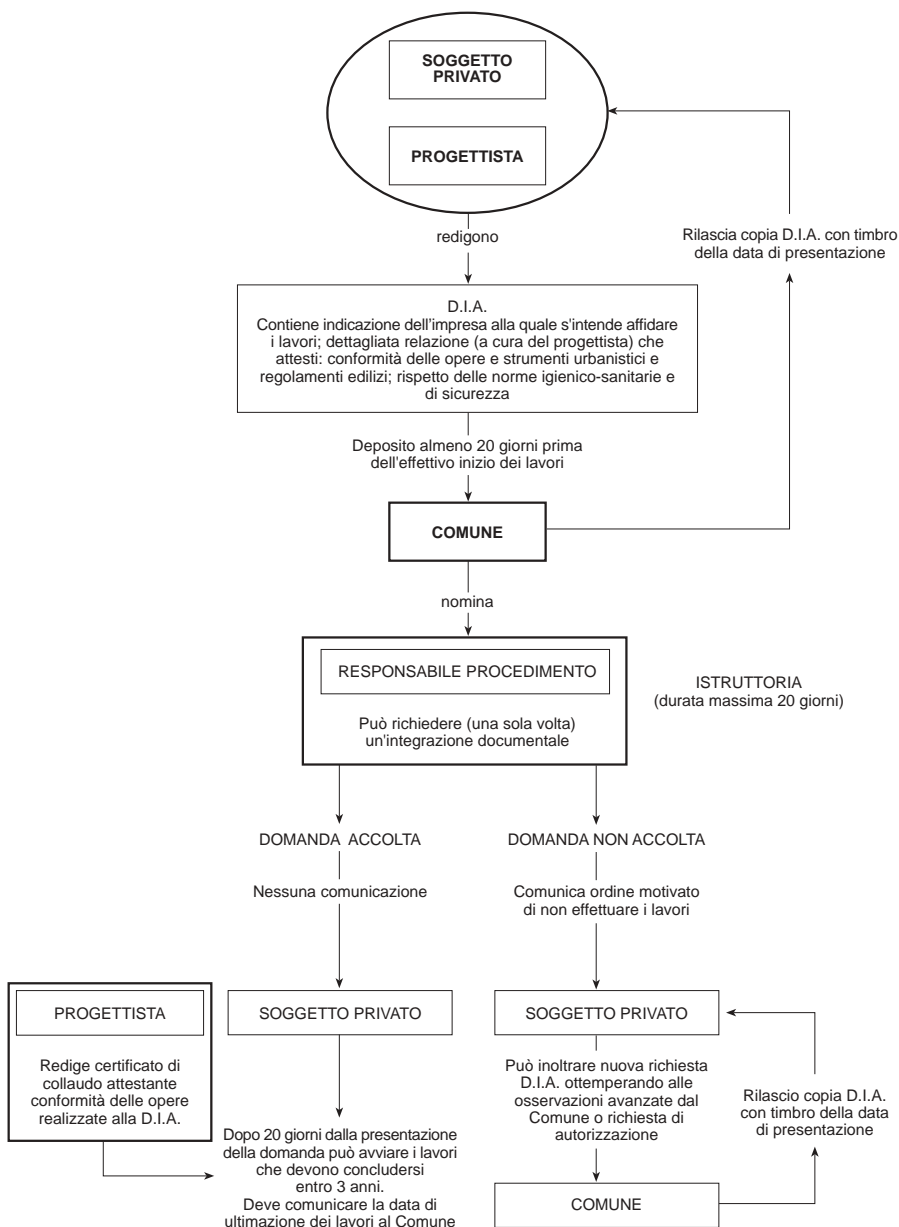 SOGGETTO
PRIVATO
PROGETTISTA
redigono
Rilascia copia D.I.A. con timbro
della data di presentazione
D.I.A.
Contiene indicazione dell'impresa alla quale s'intende affidare
i lavori; dettagliata relazione (a cura del progettista) che
attesti: conformità delle opere e strumenti urbanistici e
regolamenti edilizi; rispetto delle norme igienico-sanitarie e
di sicurezza
Deposito almeno 20 giorni prima
dell'effettivo inizio dei lavori
COMUNE
nomina
RESPONSABILE PROCEDIMENTO
Può richiedere (una sola volta)
un'integrazione documentale
ISTRUTTORIA
(durata massima 20 giorni)
DOMANDA ACCOLTA
Nessuna comunicazione
DOMANDA NON ACCOLTA
Comunica ordine motivato
di non effettuare i lavori
PROGETTISTA
Redige certificato di
collaudo attestante
conformità delle opere
realizzate alla D.I.A.
SOGGETTO PRIVATO
Dopo 20 giorni dalla presentazione
della domanda può avviare i lavori
che devono concludersi
entro 3 anni.
Deve comunicare la data di
ultimazione dei lavori al Comune
SOGGETTO PRIVATO
Può inoltrare nuova richiesta
D.I.A. ottemperando alle
osservazioni avanzate dal
Comune o richiesta di
autorizzazione
COMUNE
Rilascio copia D.I.A.
con timbro della data
di presentazione